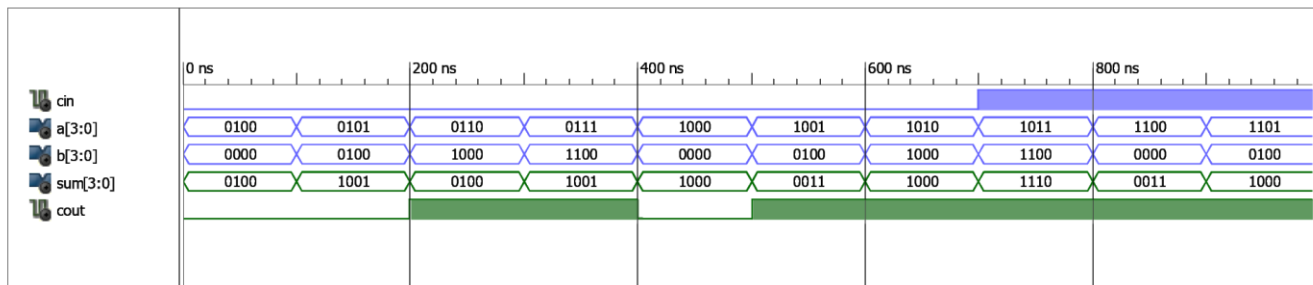 0 ns 200 ns 400 ns 600 ns 800 ns
cin
a[3:0] 0100 0101 0110 0111 1000 1001 1010 1011 1100 1101
b[3:0] 0000 0100 1000 1100 0000 0100 1000 1100 0000 0100
sum[3:0] 0100 1001 0100 1001 1000 0011 1000 1110 0011 1000
cout